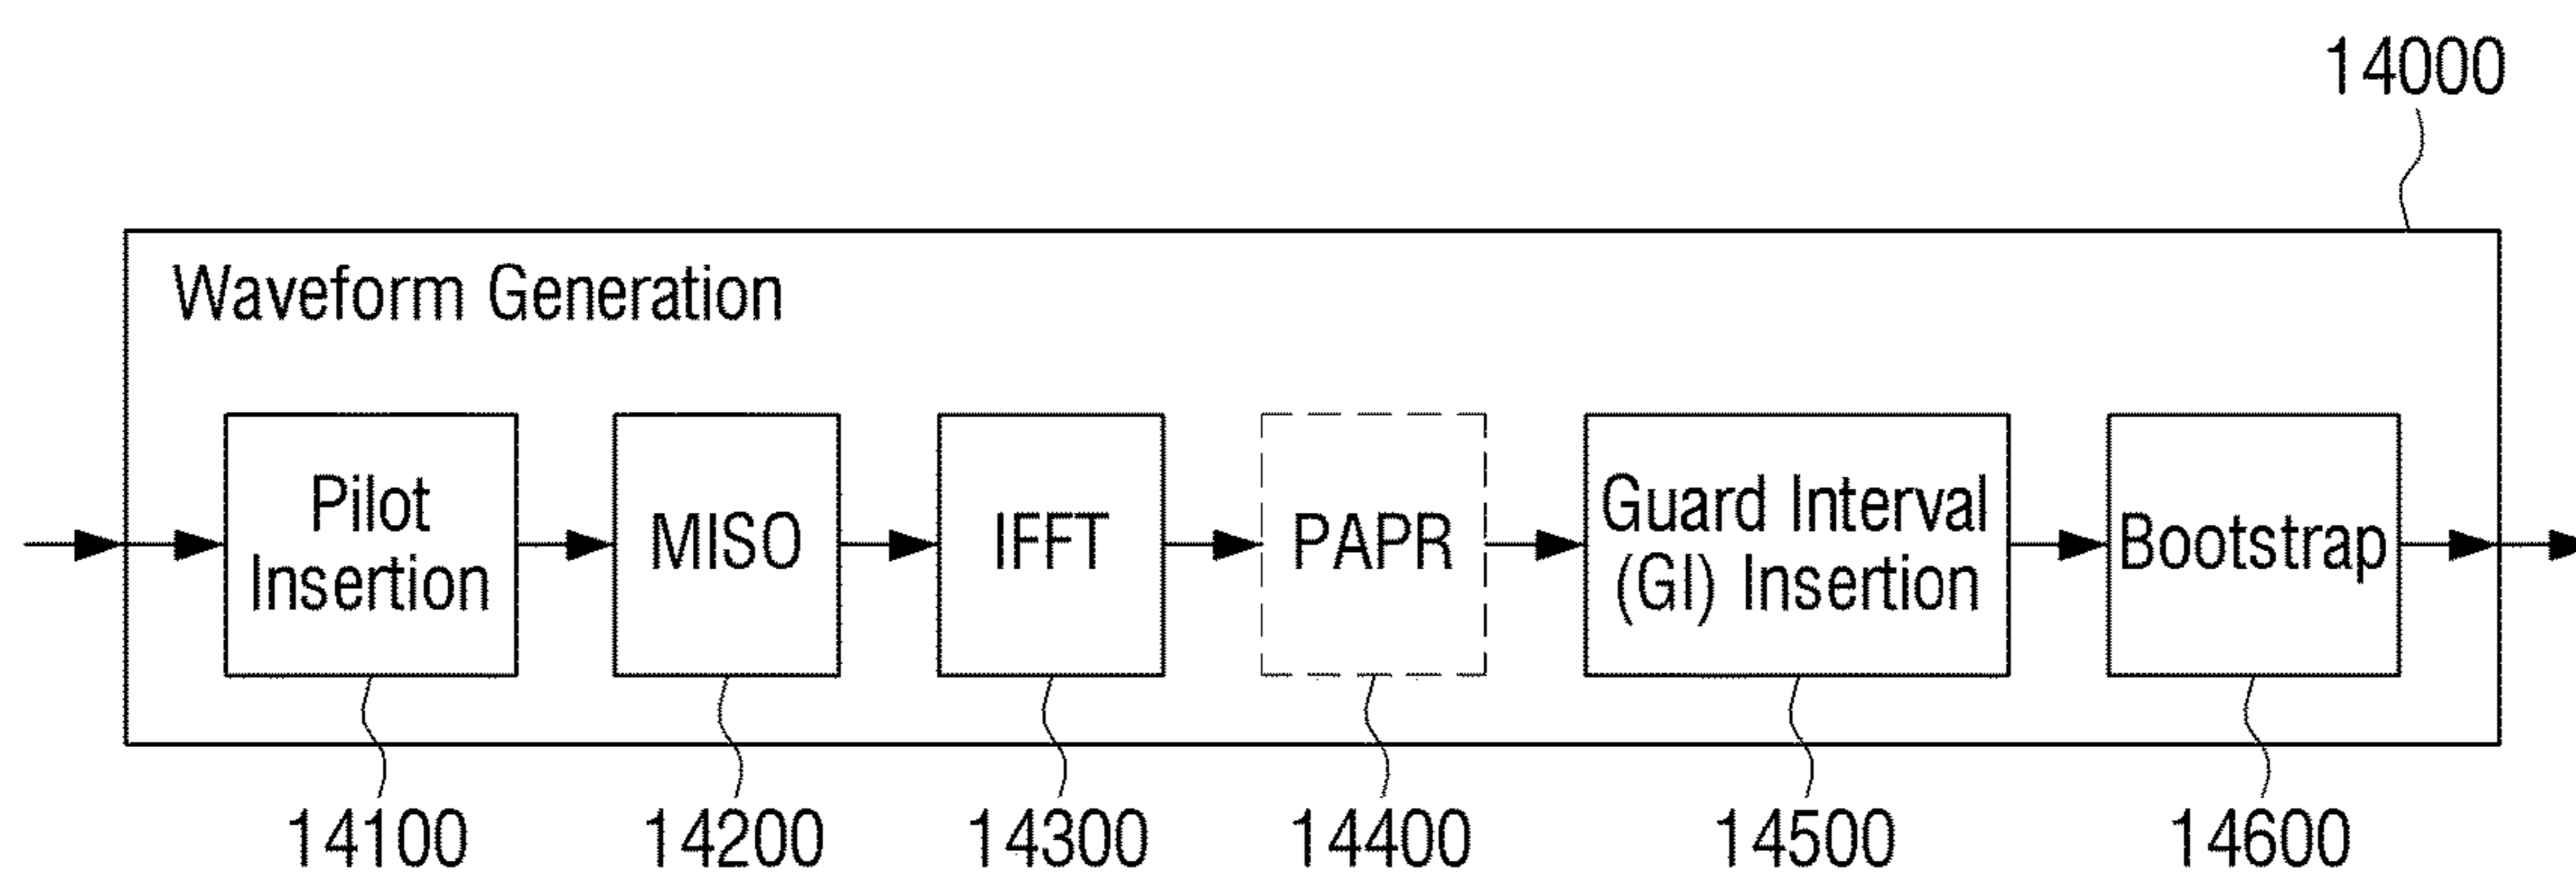 14000
Waveform Generation
Pilot
Insertion
MISO
IFFT
PAPR
Guard Interval
(GI) Insertion
Bootstrap
14100
14200
14300
14400
14500
14600